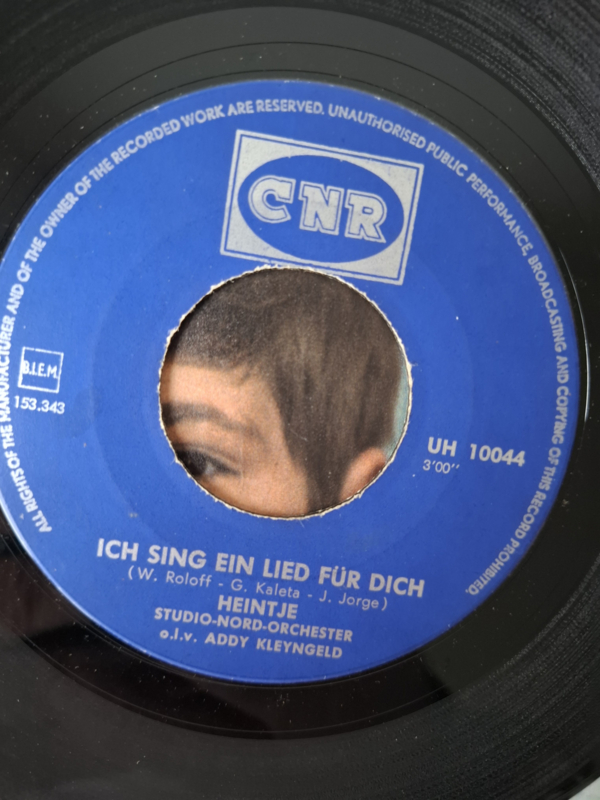 ALL RIGHTS OF THE MANUFACTURER AND OF THE OWNER OF THE RECORDED WORK ARE RESERVED. UNAUTHORISED PUBLIC PERFORMANCE, BROADCASTING AND COPYING OF THIS RECORD PROHIBITED.
CNR
B.I.E.M.
153.343
UH 10044
3'00''
ICH SING EIN LIED FÜR DICH
(W. Roloff - G. Kaleta - J. Jorge)
HEINTJE
STUDIO-NORD-ORCHESTER
o.l.v. ADDY KLEYNGELD